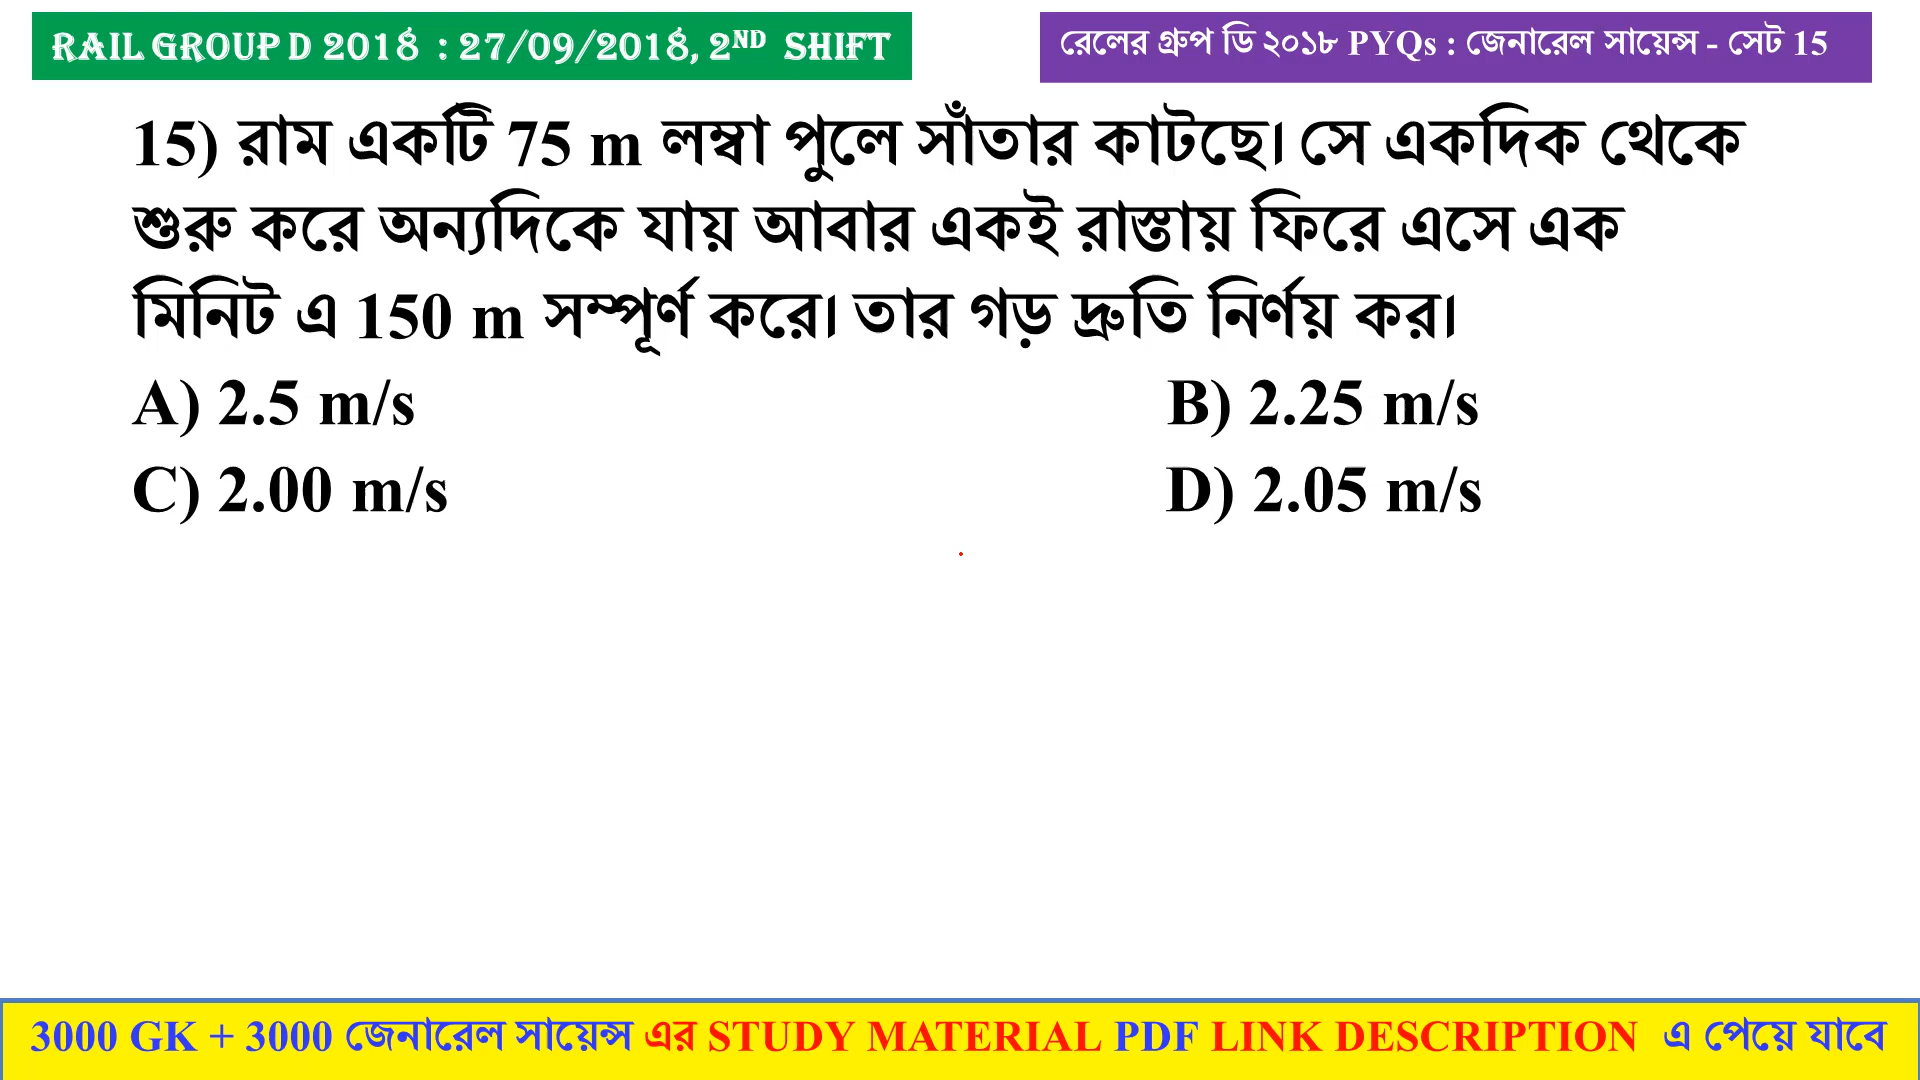 RAIL GROUP D 2018 : 27/09/2018, 2ND SHIFT
রেলের গ্রুপ ডি ২০১৮ PYQs : জেনারেল সায়েন্স - সেট 15
15) রাম একটি 75 m লম্বা পুলে সাঁতার কাটছে। সে একদিক থেকে
শুরু করে অন্যদিকে যায় আবার একই রাস্তায় ফিরে এসে এক
মিনিট এ 150 m সম্পূর্ণ করে। তার গড় দ্রুতি নির্ণয় কর।
A) 2.5 m/s B) 2.25 m/s
C) 2.00 m/s D) 2.05 m/s
3000 GK + 3000 জেনারেল সায়েন্স এর STUDY MATERIAL PDF LINK DESCRIPTION এ পেয়ে যাবে